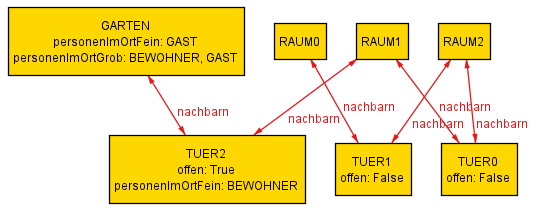 GARTEN
personenImOrtFein: GAST
personenImOrtGrob: BEWOHNER, GAST
RAUM0
RAUM1
RAUM2
nachbarn
nachbarn
nachbarn
nachbarn
nachbarn
nachbarn
TUER2
offen: True
personenImOrtFein: BEWOHNER
TUER1
offen: False
TUER0
offen: False